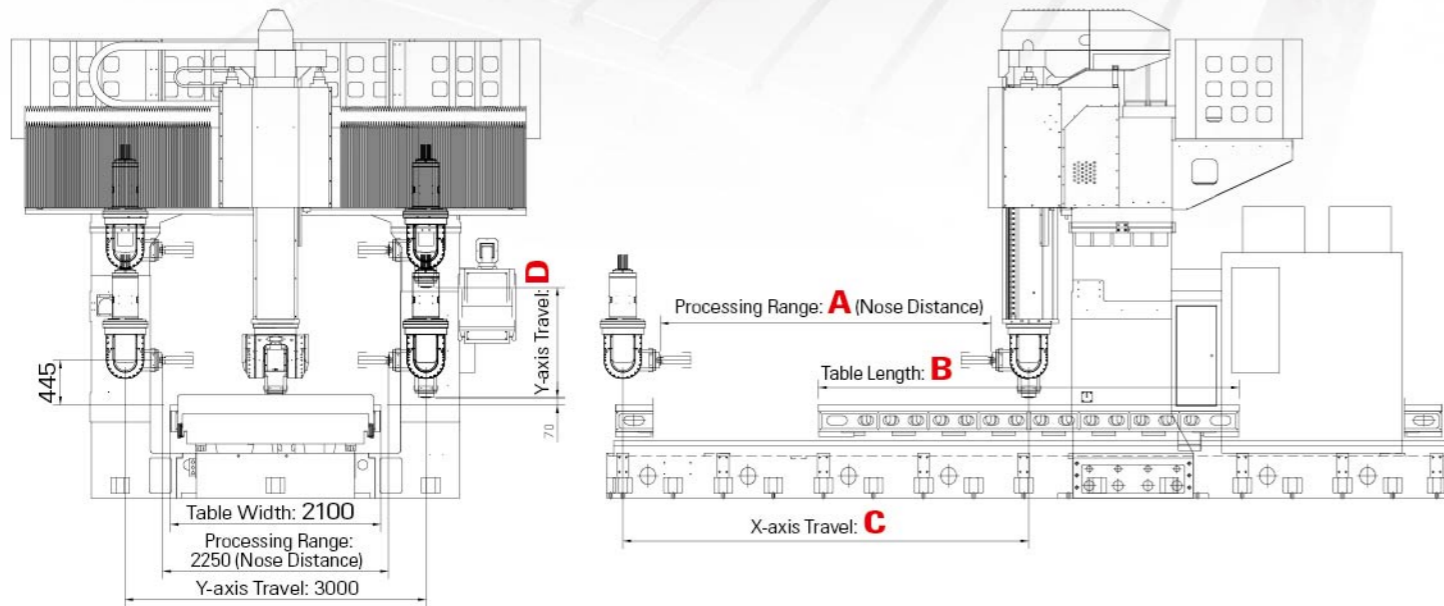 Y-axis Travel: D
445
70
Table Width: 2100
Processing Range:
2250 (Nose Distance)
Y-axis Travel: 3000
Processing Range: A (Nose Distance)
Table Length: B
X-axis Travel: C